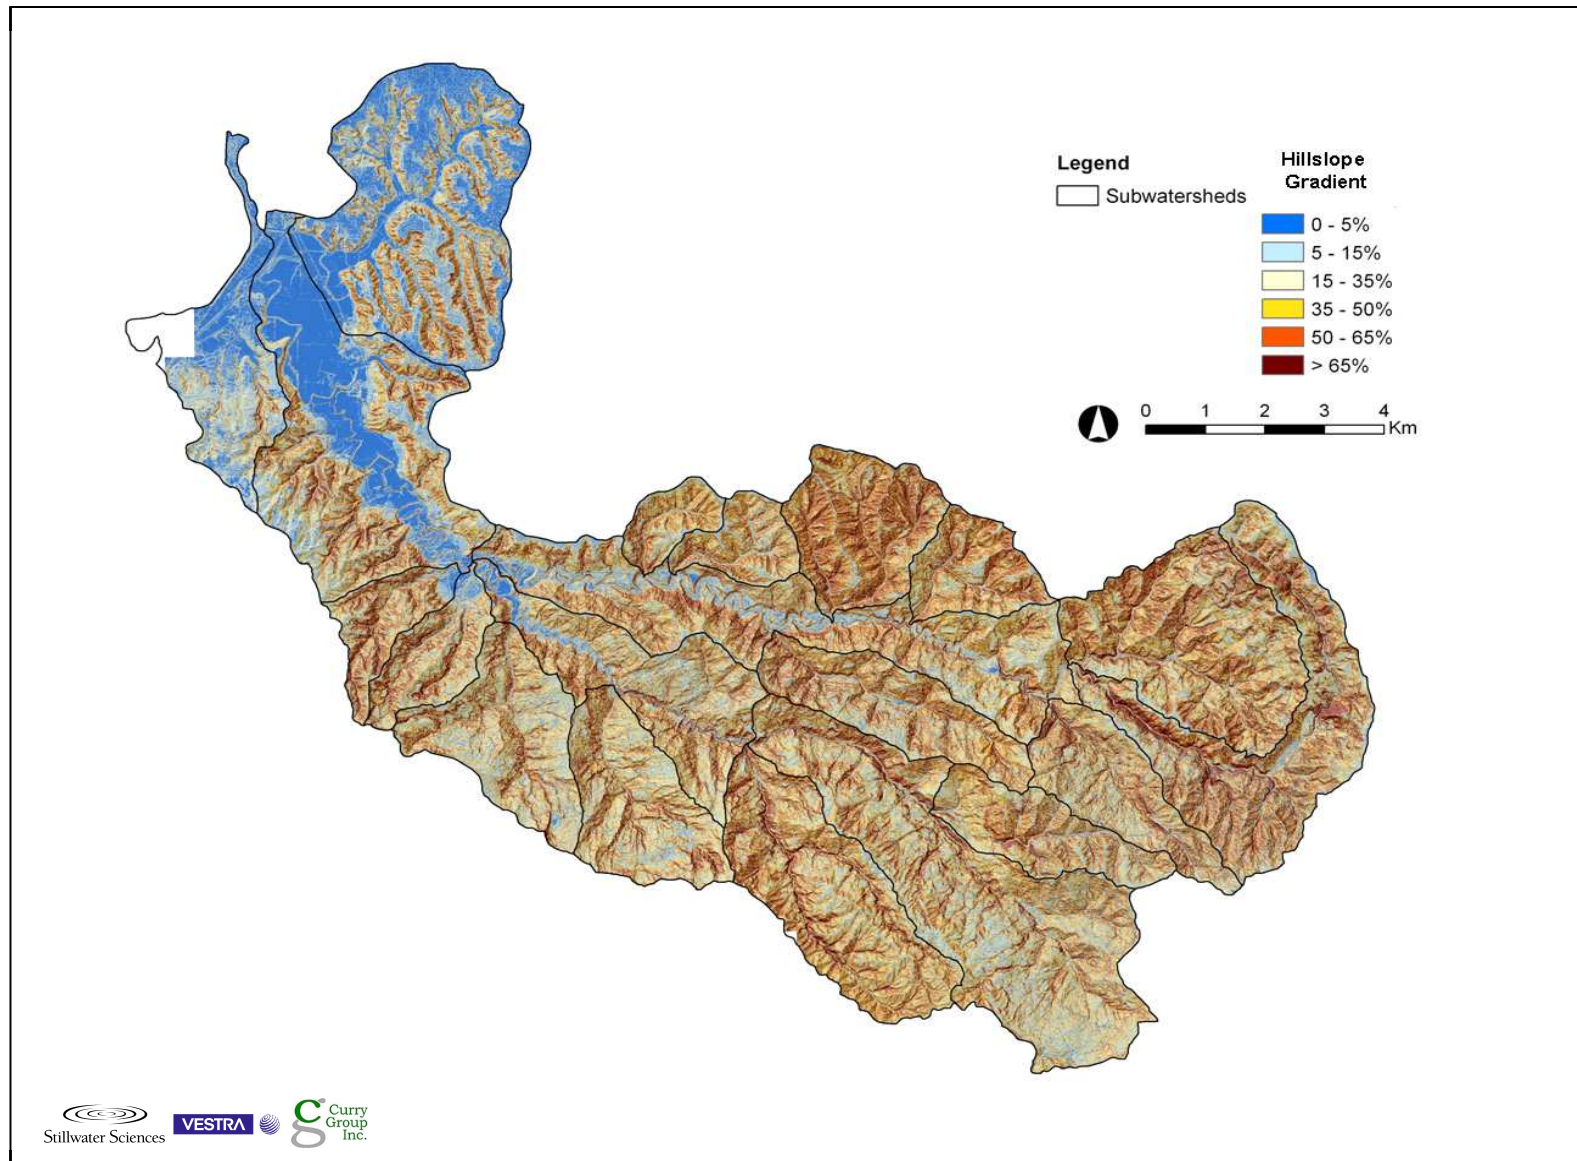 Legend
Subwatersheds
Hillslope
Gradient
0 - 5%
5 - 15%
15 - 35%
35 - 50%
50 - 65%
> 65%
0 1 2 3 4
Km
Stillwater Sciences
VESTRA
cg Curry
Group
Inc.